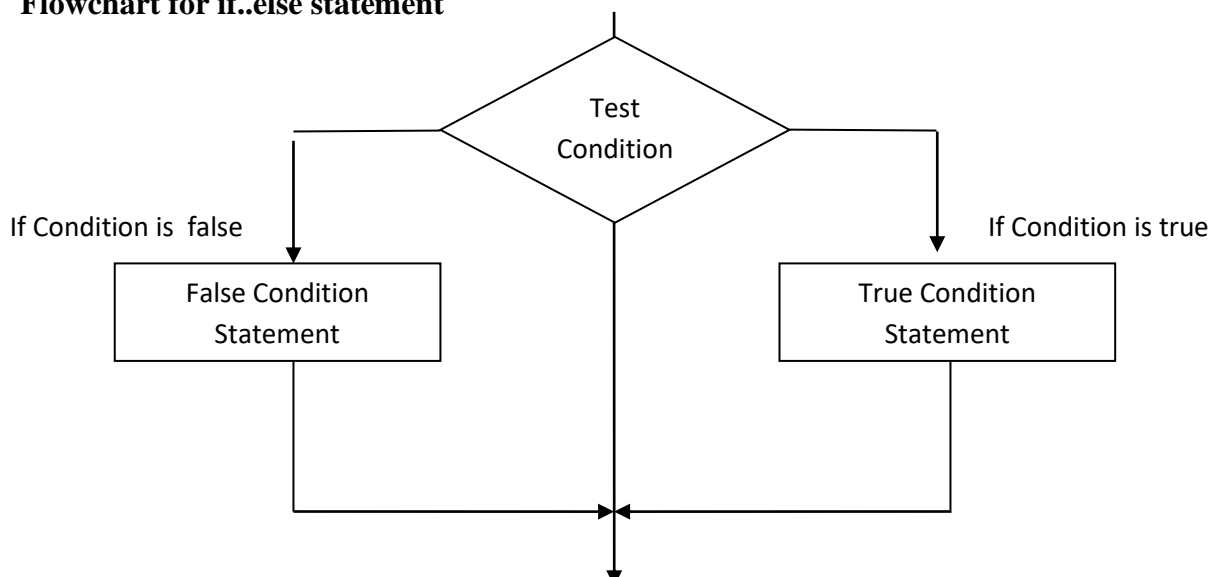 Flowchart for if..else statement
Test
Condition
If Condition is  false
If Condition is true
False Condition
Statement
True Condition
Statement